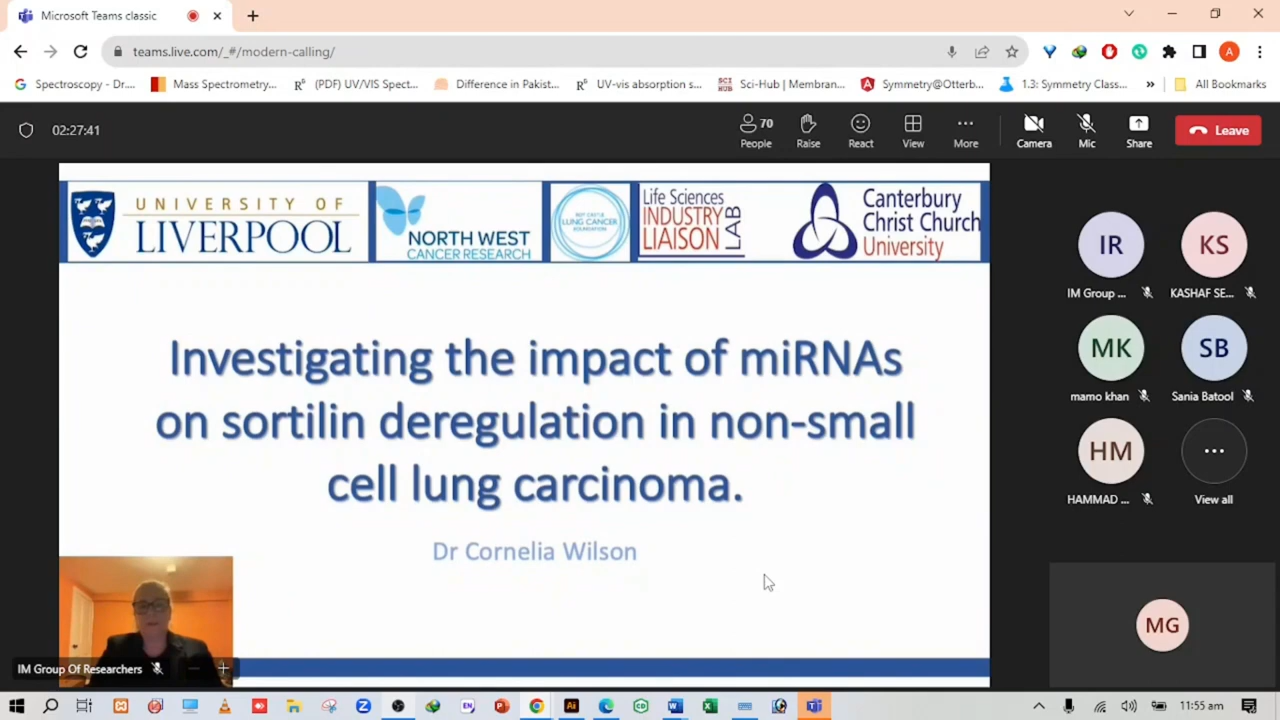 Microsoft Teams classic
teams.live.com/_#/modern-calling/
A
Spectroscopy - Dr....
Mass Spectrometry...
(PDF) UV/VIS Spect...
Difference in Pakist...
UV-vis absorption s...
Sci-Hub | Membran...
Symmetry@Otterb...
1.3: Symmetry Class...
»
All Bookmarks
02:27:41
70
People
Raise
React
View
More
Camera
Mic
Share
Leave
UNIVERSITY OF
LIVERPOOL
NORTH WEST
CANCER RESEARCH
ROY CASTLE
LUNG CANCER
FOUNDATION
Life Sciences
INDUSTRY
LIAISON
LAB
Canterbury
Christ Church
University
Investigating the impact of miRNAs
on sortilin deregulation in non-small
cell lung carcinoma.
Dr Cornelia Wilson
IM Group Of Researchers
IR
IM Group ...
KS
KASHAF SE...
MK
mamo khan
SB
Sania Batool
HM
HAMMAD ...
View all
MG
11:55 am